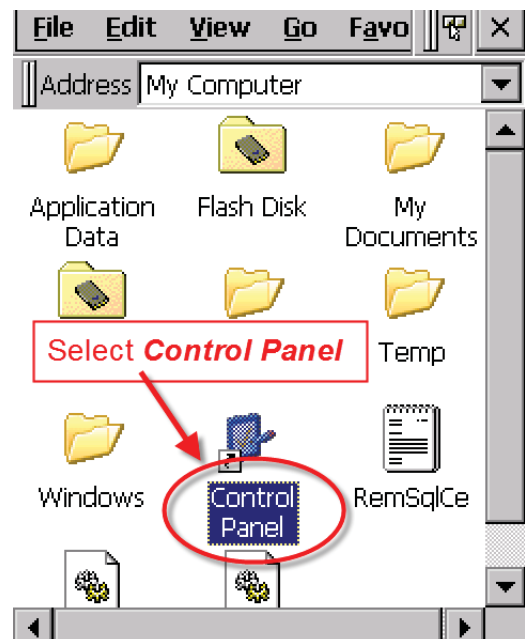 File Edit View Go Favo
Address My Computer
Application Data
Flash Disk
My Documents
Select Control Panel
Temp
Windows
Control Panel
RemSqlCe